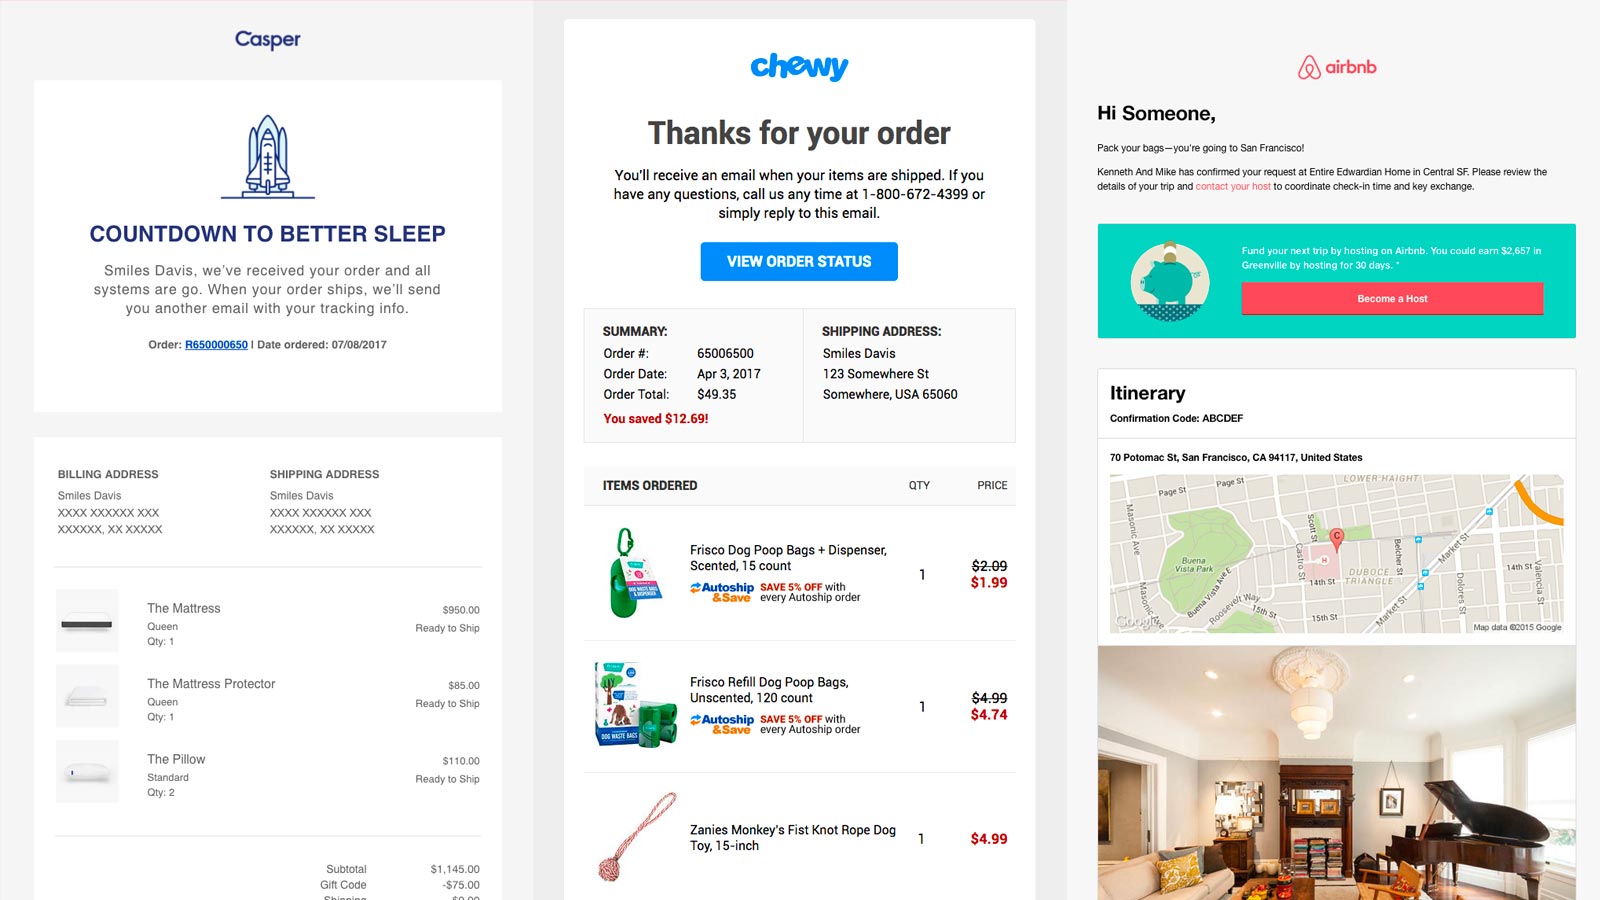 Casper
COUNTDOWN TO BETTER SLEEP
Smiles Davis, we've received your order and all
systems are go. When your order ships, we'll send
you another email with your tracking info.
Order: R650000650 | Date ordered: 07/08/2017
BILLING ADDRESS
Smiles Davis
XXXX XXXXXX XXX
XXXXXX, XX XXXXX
SHIPPING ADDRESS
Smiles Davis
XXXX XXXXXX XXX
XXXXXX, XX XXXXX
The Mattress
Queen
Qty: 1
$950.00
Ready to Ship
The Mattress Protector
Queen
Qty: 1
$85.00
Ready to Ship
The Pillow
Standard
Qty: 2
$110.00
Ready to Ship
Subtotal $1,145.00
Gift Code -$75.00
Shipping $0.00
chewy
Thanks for your order
You'll receive an email when your items are shipped. If you
have any questions, call us any time at 1-800-672-4399 or
simply reply to this email.
VIEW ORDER STATUS
SUMMARY:
Order #: 65006500
Order Date: Apr 3, 2017
Order Total: $49.35
You saved $12.69!
SHIPPING ADDRESS:
Smiles Davis
123 Somewhere St
Somewhere, USA 65060
ITEMS ORDERED QTY PRICE
Frisco Dog Poop Bags + Dispenser,
Scented, 15 count
Autoship
&Save
SAVE 5% OFF with
every Autoship order
1
$2.09
$1.99
Frisco Refill Dog Poop Bags,
Unscented, 120 count
Autoship
&Save
SAVE 5% OFF with
every Autoship order
1
$4.99
$4.74
DOG WASTE BAGS
Zanies Monkey's Fist Knot Rope Dog
Toy, 15-inch
1
$4.99
airbnb
Hi Someone,
Pack your bags—you're going to San Francisco!
Kenneth And Mike has confirmed your request at Entire Edwardian Home in Central SF. Please review the
details of your trip and contact your host to coordinate check-in time and key exchange.
Fund your next trip by hosting on Airbnb. You could earn $2,657 in
Greenville by hosting for 30 days. *
Become a Host
Itinerary
Confirmation Code: ABCDEF
70 Potomac St, San Francisco, CA 94117, United States
LOWER-HAIGHT
Page St
Page St
Masonic Ave
Scott St
Buena
Vista Park
Castro St
C
H
Belcher St
Market St
DUBOCE
TRIANGLE
14th St
14th St
Valencia St
Dolores St
Buena Vista Ave E
Roosevelt Way
Masonic Ave
15th St
15th St
Market St
Google
Map data ©2015 Google